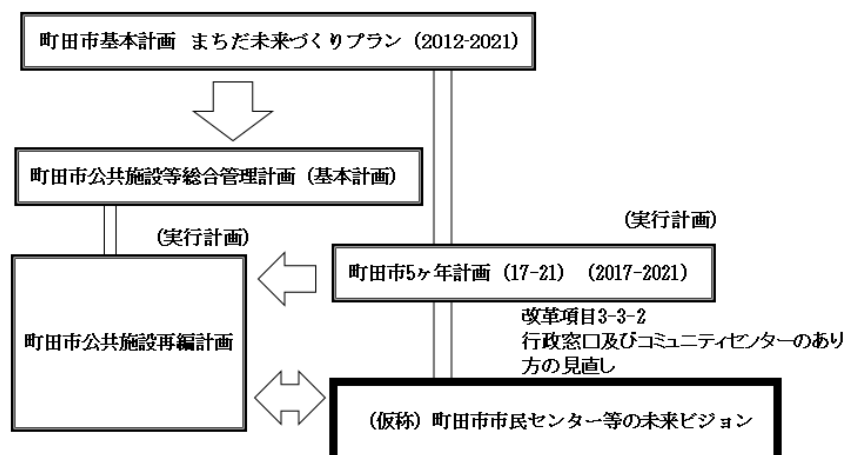 町田市基本計画 まちだ未来づくりプラン（2012-2021）
町田市公共施設等総合管理計画（基本計画）
（実行計画）
（実行計画）
町田市5ヶ年計画（17-21）（2017-2021）
町田市公共施設再編計画
改革項目3-3-2
行政窓口及びコミュニティセンターのあり
方の見直し
（仮称）町田市市民センター等の未来ビジョン